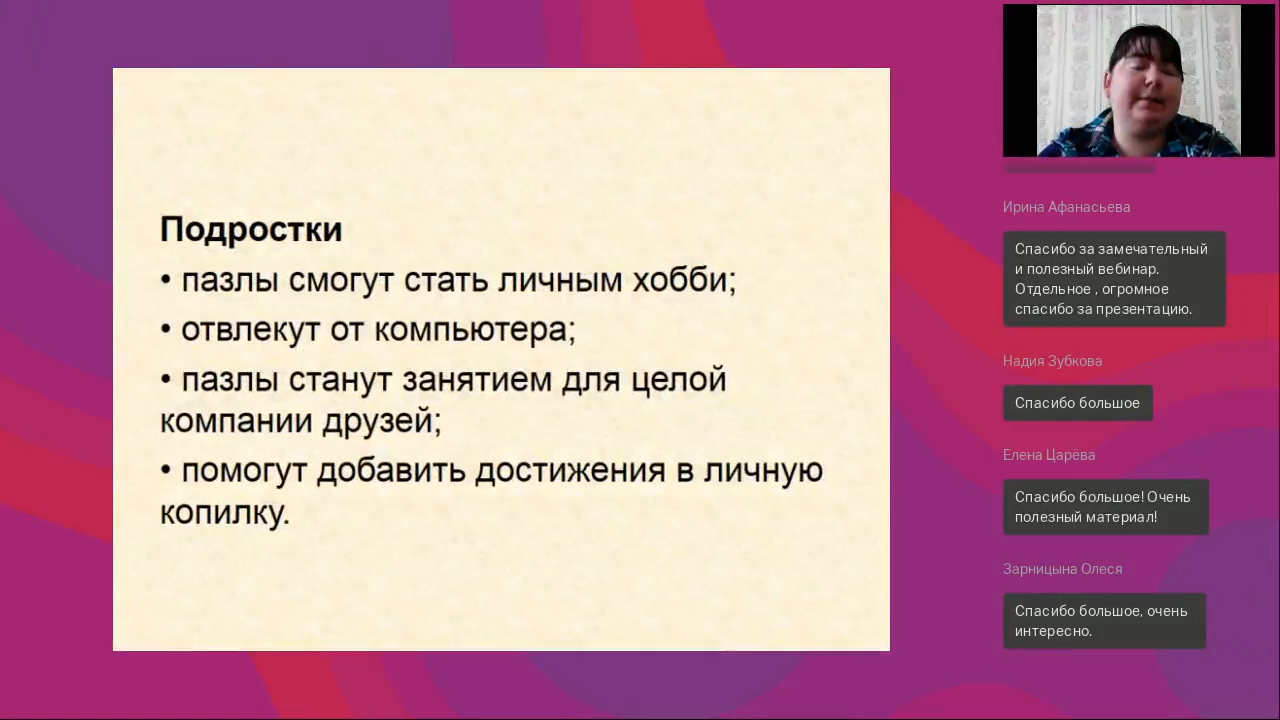 Подростки
• пазлы смогут стать личным хобби;
• отвлекут от компьютера;
• пазлы станут занятием для целой
компании друзей;
• помогут добавить достижения в личную
копилку.
Ирина Афанасьева
Спасибо за замечательный
и полезный вебинар.
Отдельное , огромное
спасибо за презентацию.
Надия Зубкова
Спасибо большое
Елена Царёва
Спасибо большое! Очень
полезный материал!
Зарницына Олеся
Спасибо большое, очень
интересно.